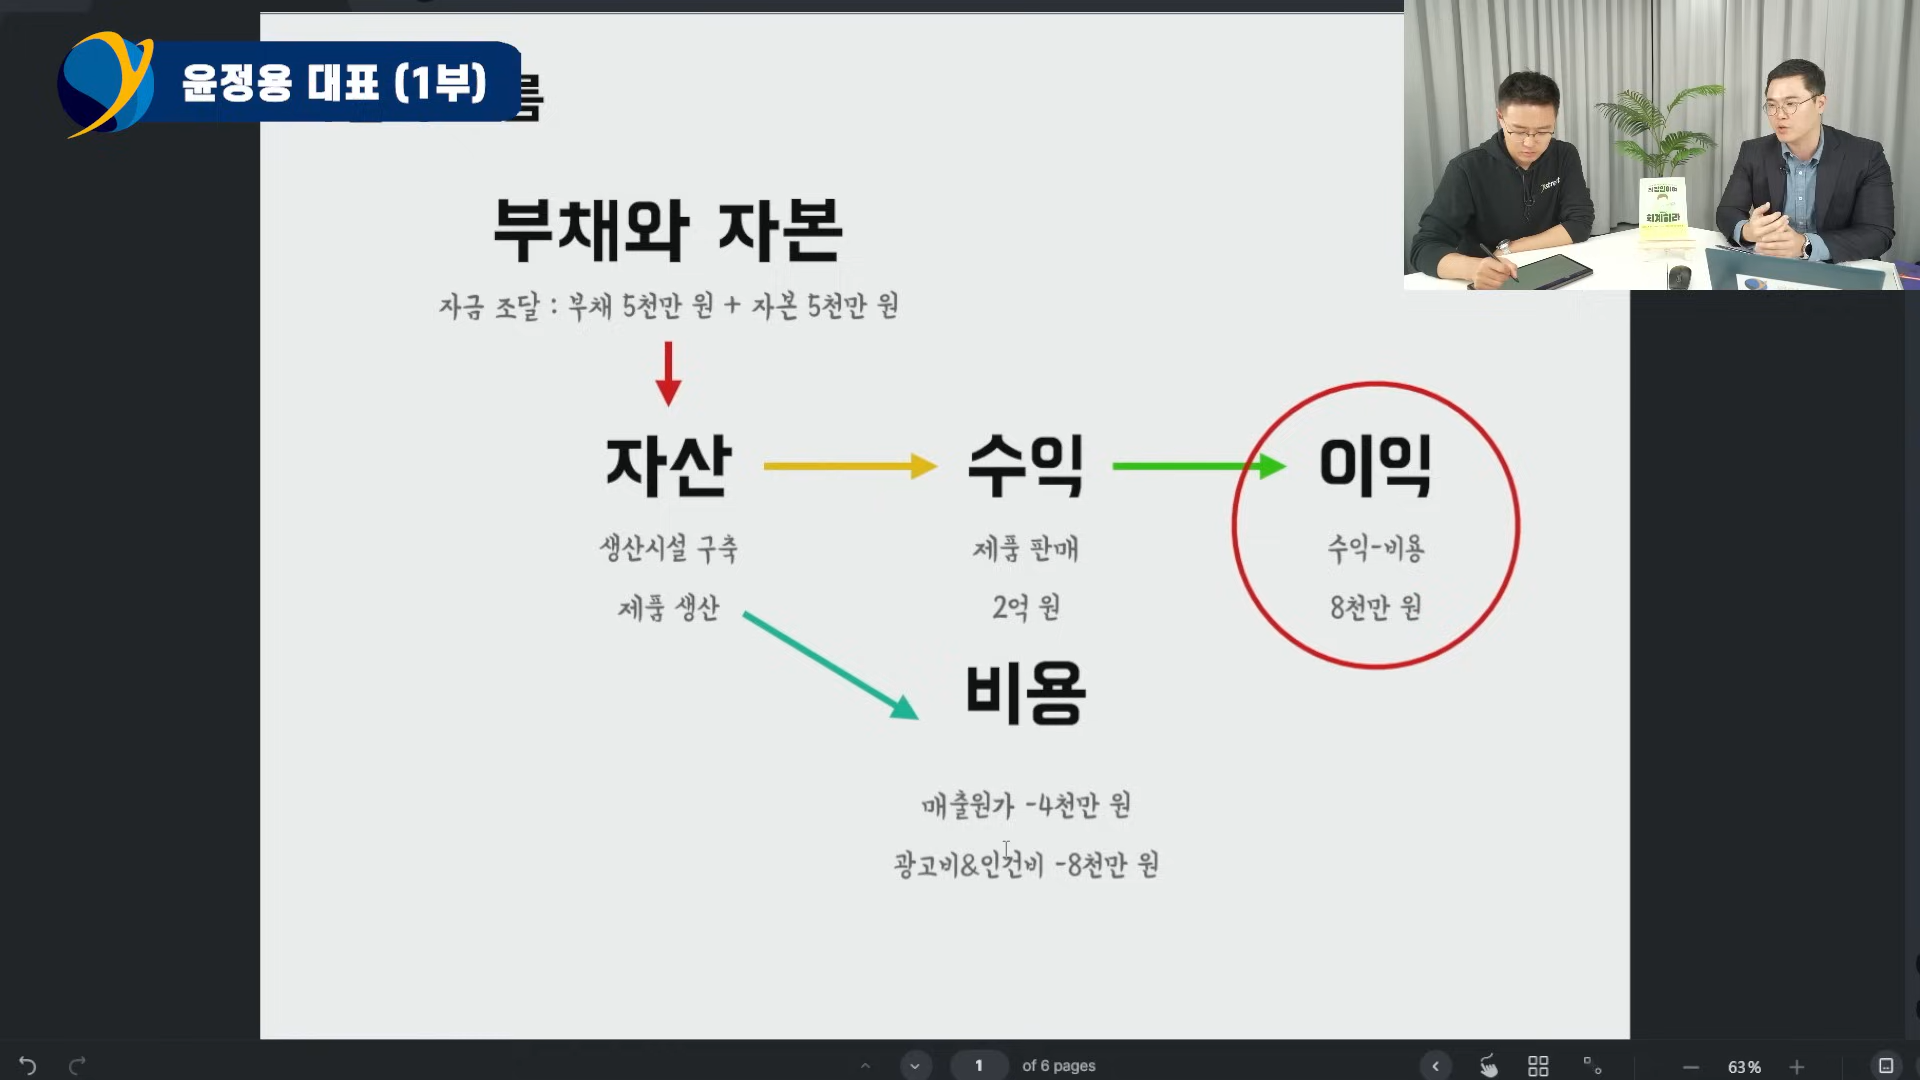 윤정용 대표 (1부)
름
부채와 자본
자금 조달 : 부채 5천만 원 + 자본 5천만 원
자산
수익
이익
생산시설 구축
제품 판매
수익-비용
제품 생산
2억 원
8천만 원
비용
매출원가 -4천만 원
광고비&인건비 -8천만 원
1 of 6 pages
63%